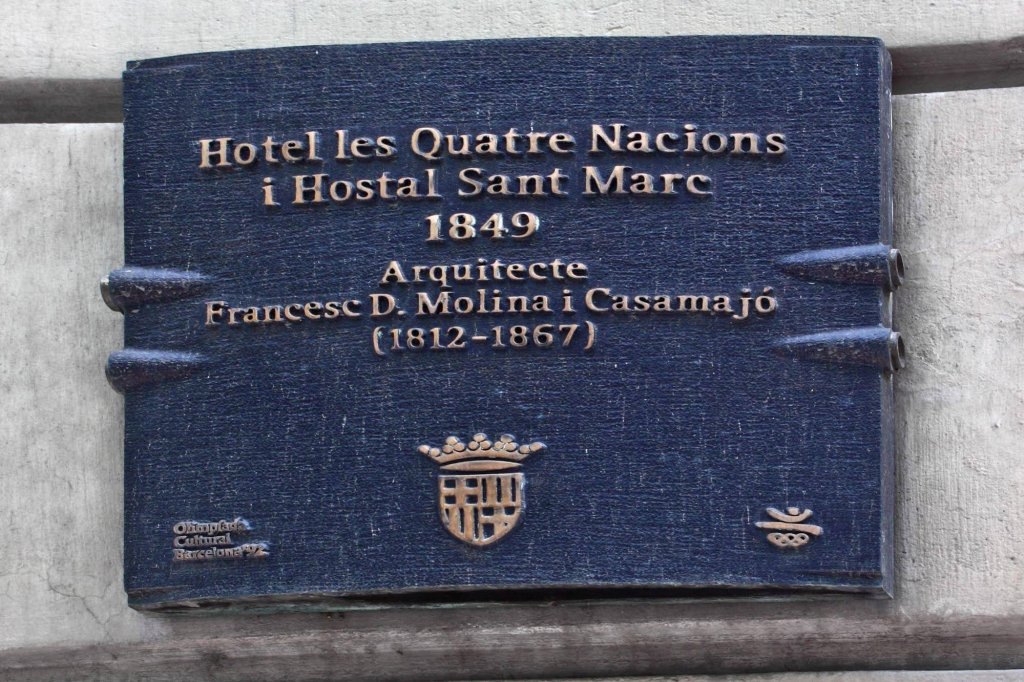 Hotel les Quatre Nacions
i Hostal Sant Marc
1849
Arquitecte
Francesc D. Molina i Casamajó
(1812-1867)
Olimpíada
Cultural
Barcelona '92